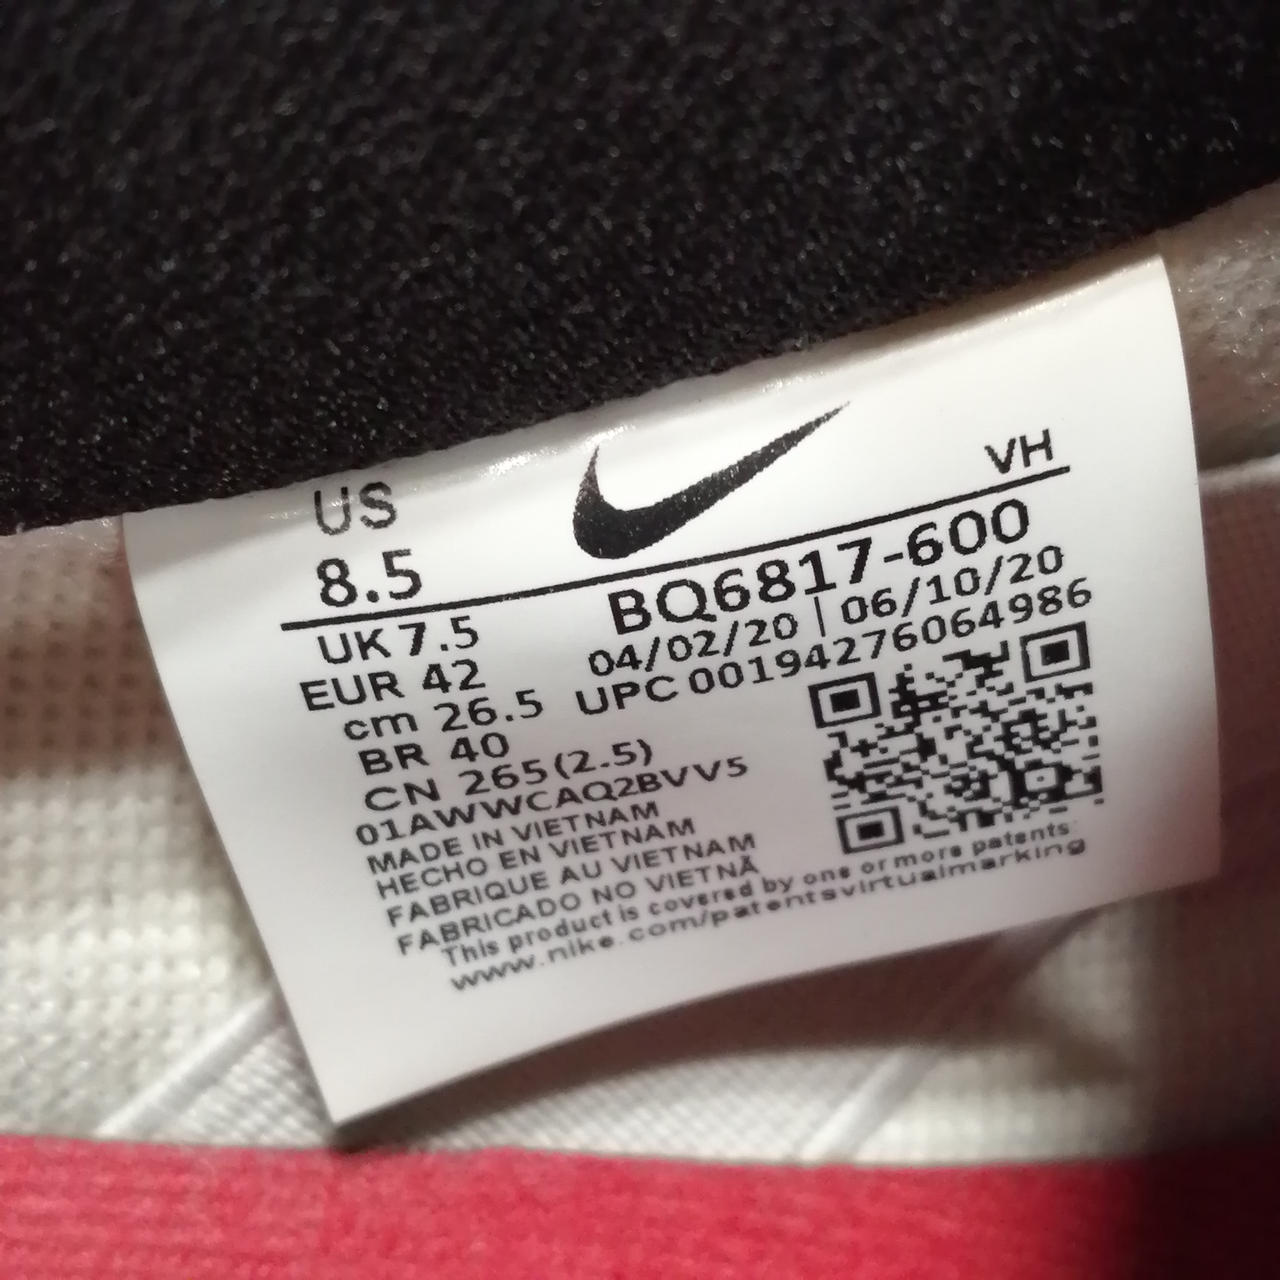 US
8.5
VH
UK 7.5
BQ6817-600
EUR 42
04/02/20 | 06/10/20
cm 26.5
UPC 00194276064986
BR 40
CN 265(2.5)
01AWWCAQ2BVV5
MADE IN VIETNAM
HECHO EN VIETNAM
FABRIQUE AU VIETNAM
FABRICADO NO VIETNÃ
This product is covered by one or more patents:
www.nike.com/patentsvirtualmarking